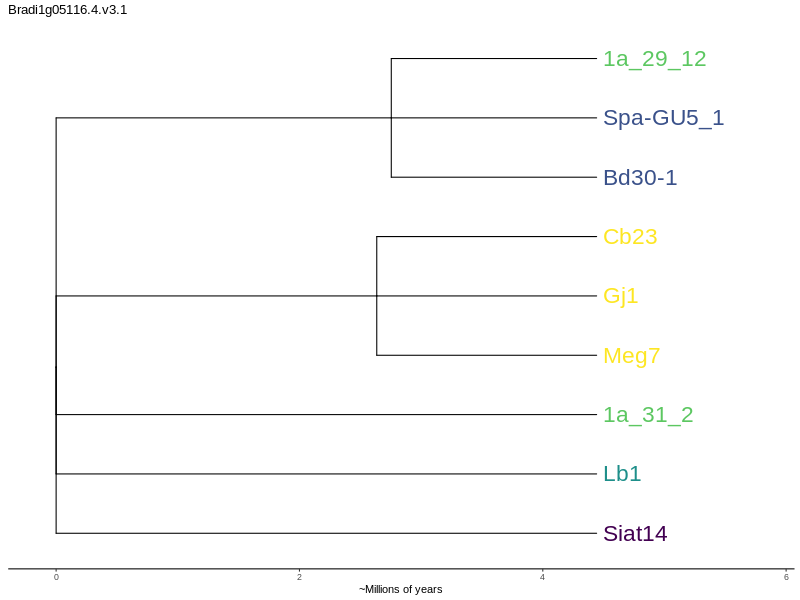 Bradi1g05116.4.v3.1
1a_29_12
Spa-GU5_1
Bd30-1
Cb23
Gj1
Meg7
1a_31_2
Lb1
Siat14
0 2 4 6
~Millions of years